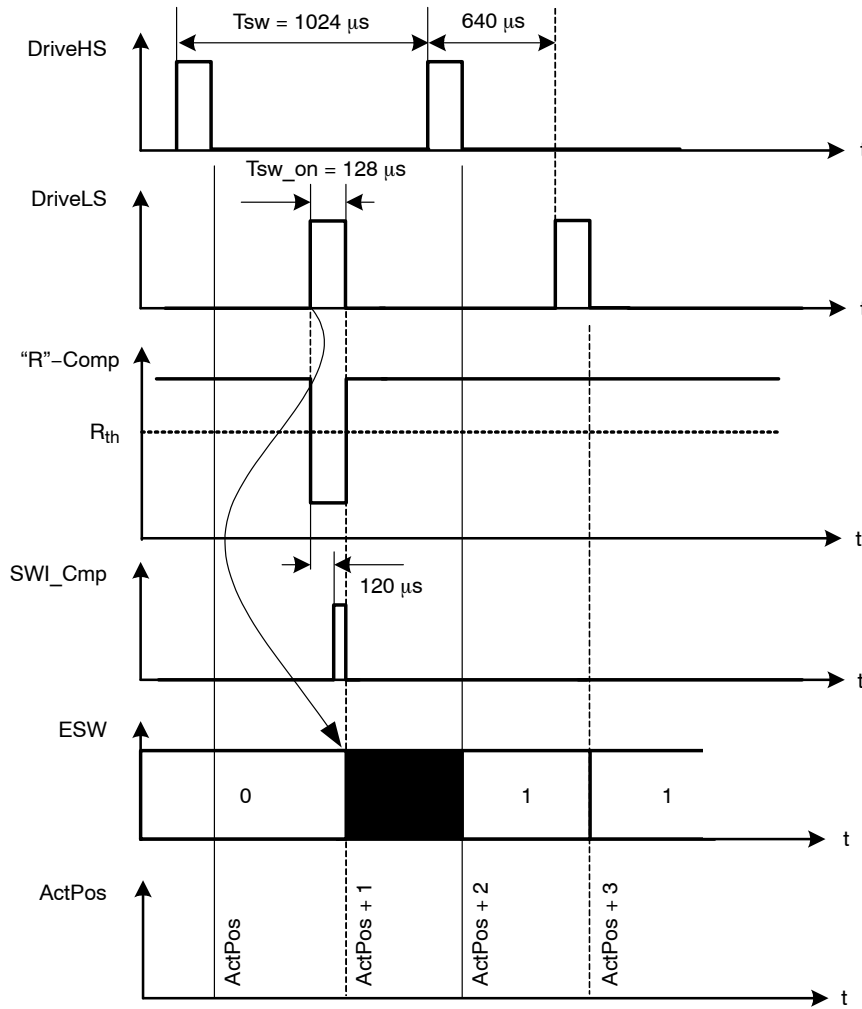 Tsw = 1024 μs
640 μs
DriveHS
t
Tsw_on = 128 μs
DriveLS
t
“R”−Comp
Rth
t
SWI_Cmp
120 μs
t
ESW
0
1
1
t
ActPos
ActPos
ActPos + 1
ActPos + 2
ActPos + 3
t